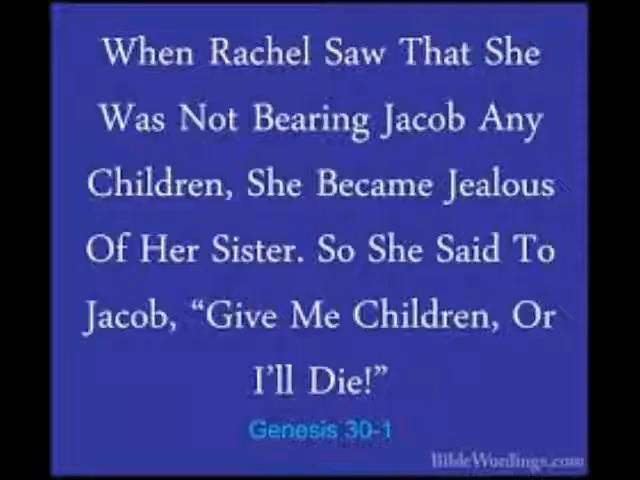 When Rachel Saw That She
Was Not Bearing Jacob Any
Children, She Became Jealous
Of Her Sister. So She Said To
Jacob, “Give Me Children, Or
I’ll Die!”
Genesis 30-1
BibleWordings.com